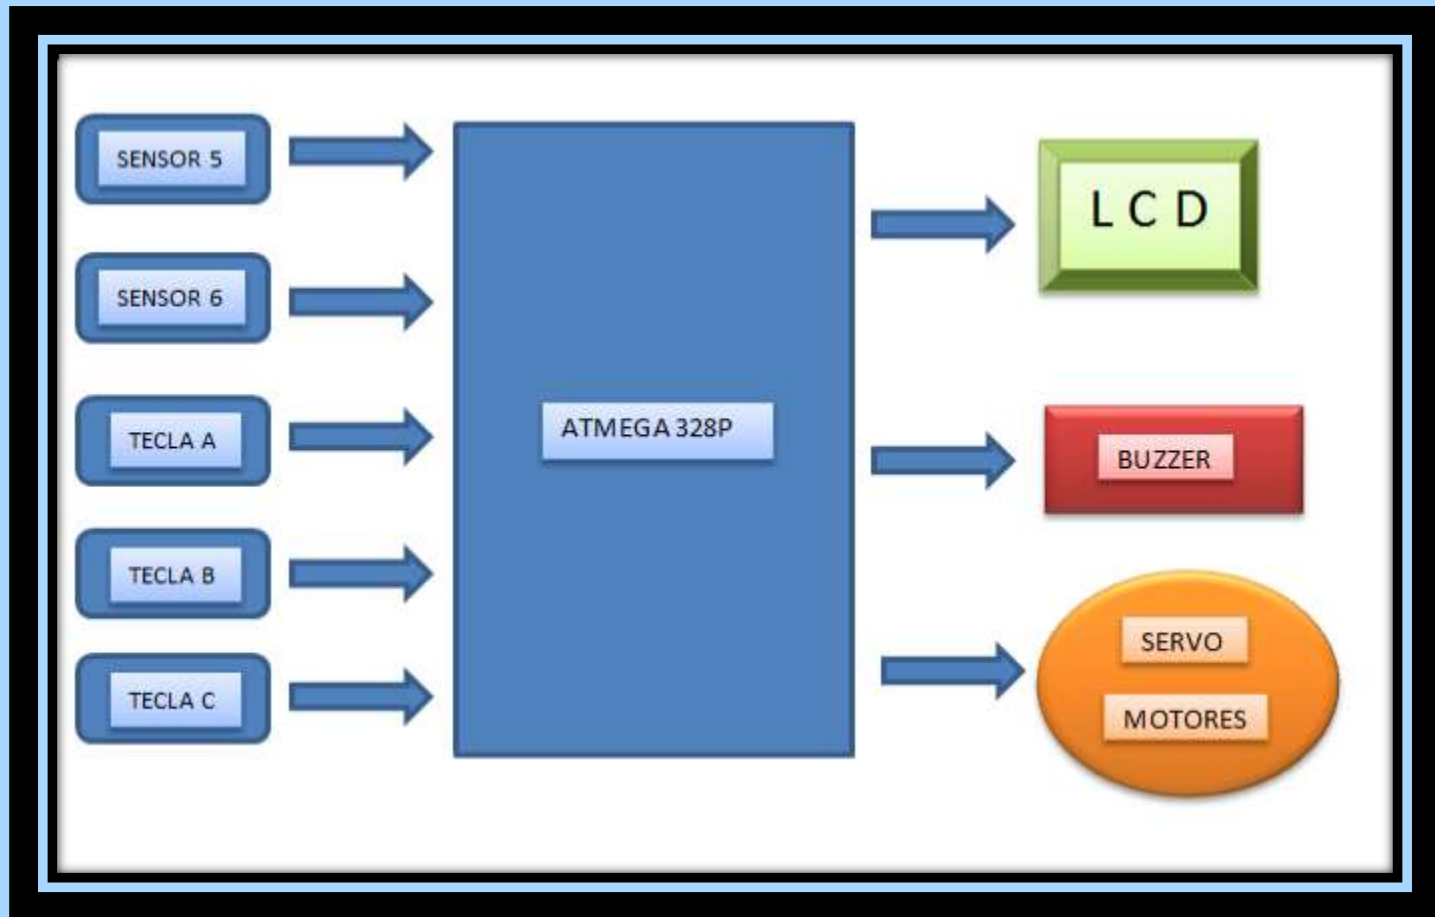 SENSOR 5
SENSOR 6
TECLA A
TECLA B
TECLA C
ATMEGA 328P
L C D
BUZZER
SERVO
MOTORES